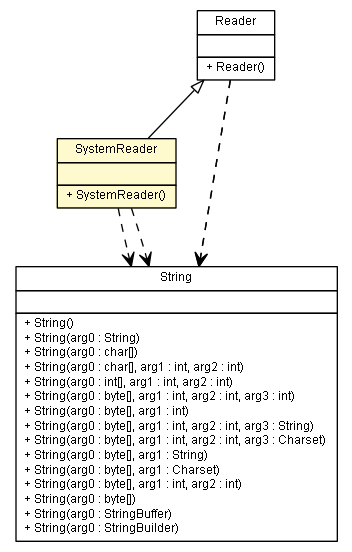 Reader
+ Reader()
SystemReader
+ SystemReader()
String
+ String()
+ String(arg0 : String)
+ String(arg0 : char[])
+ String(arg0 : char[], arg1 : int, arg2 : int)
+ String(arg0 : int[], arg1 : int, arg2 : int)
+ String(arg0 : byte[], arg1 : int, arg2 : int, arg3 : int)
+ String(arg0 : byte[], arg1 : int)
+ String(arg0 : byte[], arg1 : int, arg2 : int, arg3 : String)
+ String(arg0 : byte[], arg1 : int, arg2 : int, arg3 : Charset)
+ String(arg0 : byte[], arg1 : String)
+ String(arg0 : byte[], arg1 : Charset)
+ String(arg0 : byte[], arg1 : int, arg2 : int)
+ String(arg0 : byte[])
+ String(arg0 : StringBuffer)
+ String(arg0 : StringBuilder)